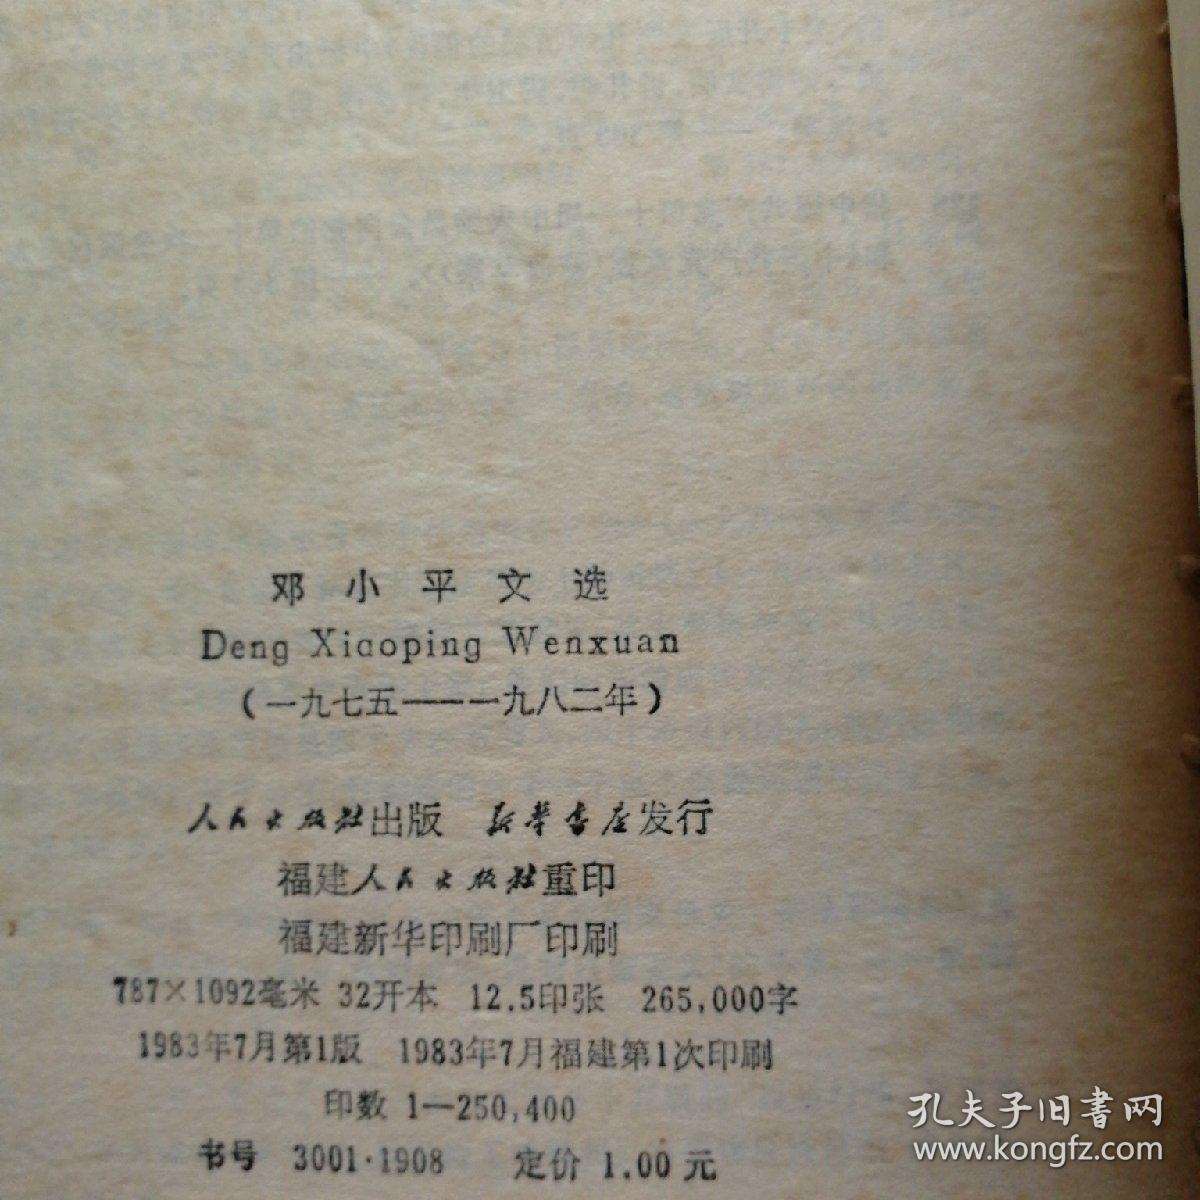 邓小平文选
Deng Xiaoping Wenxuan
(一九七五——一九八二年)
人民出版社出版 新华书店发行
福建人民出版社重印
福建新华印刷厂印刷
787×1092毫米 32开本 12.5印张 265,000字
1983年7月第1版 1983年7月福建第1次印刷
印数 1—250,400
书号 3001·1908 定价 1.00 元
孔夫子旧书网
www.kongfz.com